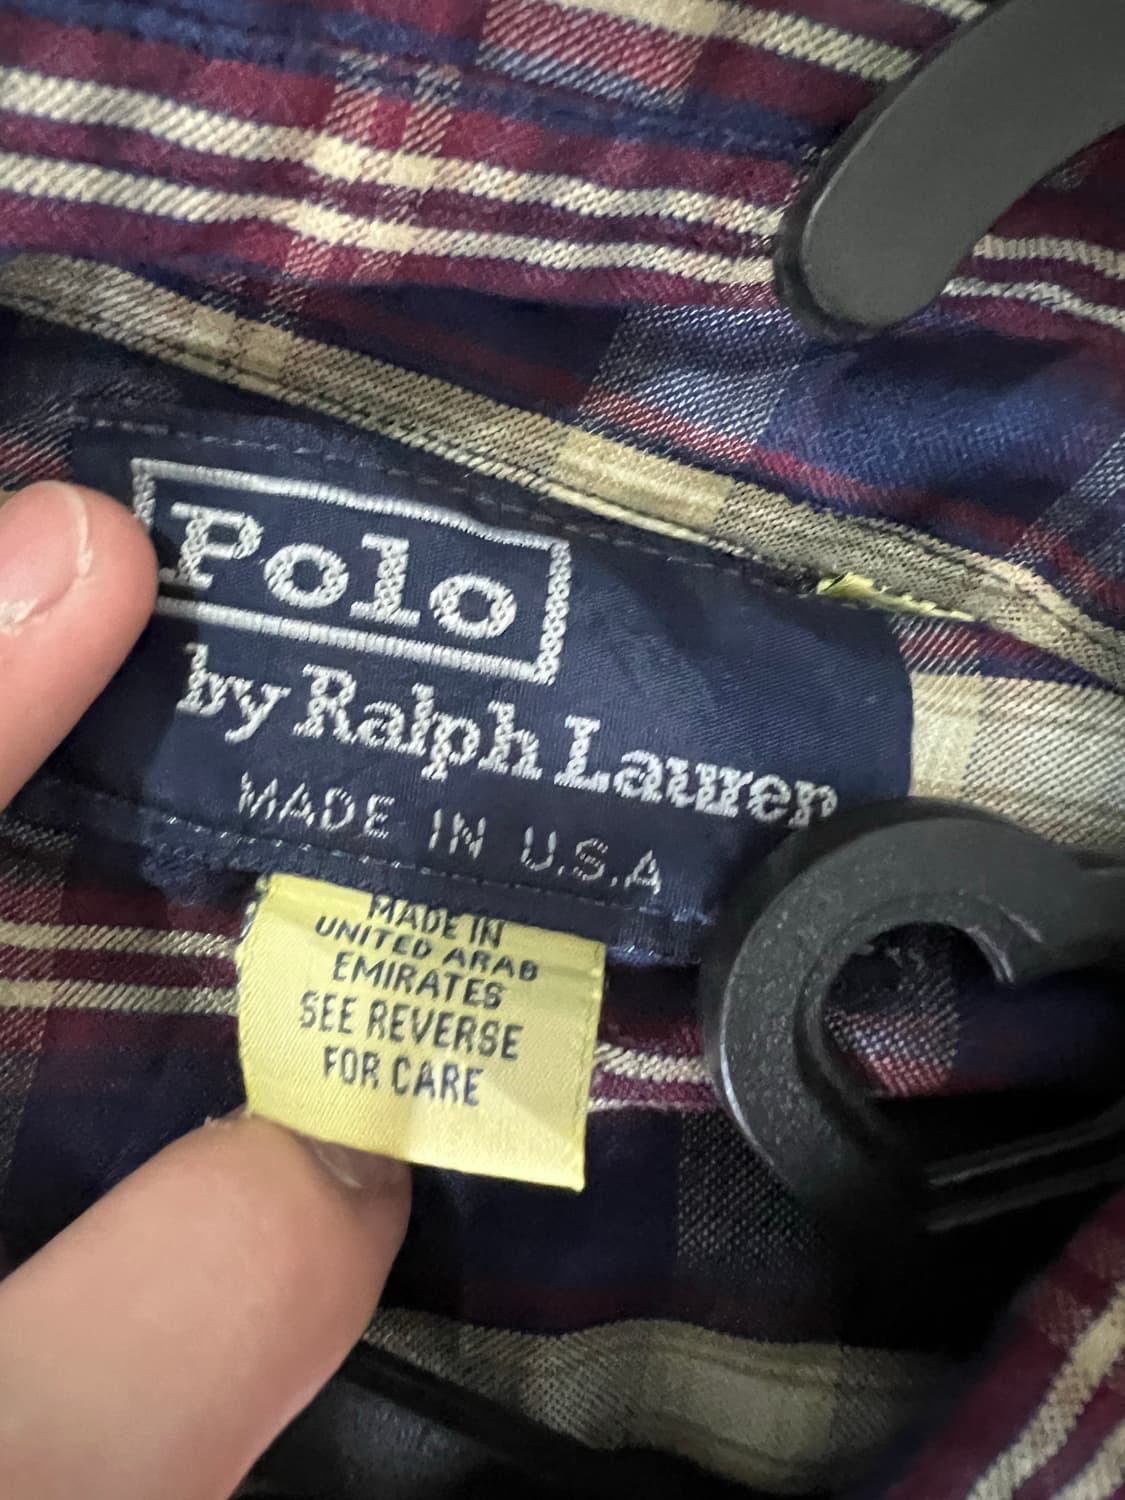 Polo
by Ralph Lauren
MADE IN U.S.A
MADE IN
UNITED ARAB
EMIRATES
SEE REVERSE
FOR CARE